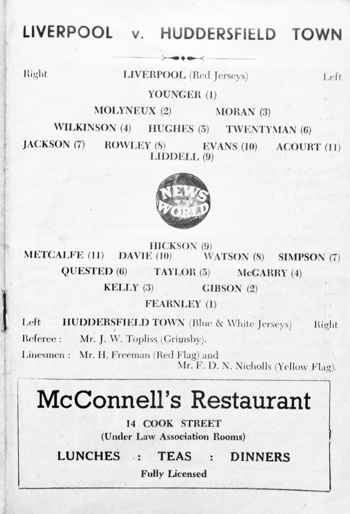 LIVERPOOL v. HUDDERSFIELD TOWN
Right LIVERPOOL (Red Jerseys) Left
YOUNGER (1)
MOLYNEUX (2) MORAN (3)
WILKINSON (4) HUGHES (5) TWENTYMAN (6)
JACKSON (7) ROWLEY (8) EVANS (10) ACOURT (11)
LIDDELL (9)
NEWS
OF THE
WORLD
HICKSON (9)
METCALFE (11) DAVIE (10) WATSON (8) SIMPSON (7)
QUESTED (6) TAYLOR (5) McGARRY (4)
KELLY (3) GIBSON (2)
FEARNLEY (1)
Left HUDDERSFIELD TOWN (Blue & White Jerseys) Right
Referee : Mr. J. W. Topliss, (Grimsby).
Linesmen : Mr. H. Freeman (Red Flag) and
Mr. F. D. N. Nicholls (Yellow Flag).
McConnell's Restaurant
14 COOK STREET
(Under Law Association Rooms)
LUNCHES : TEAS : DINNERS
Fully Licensed